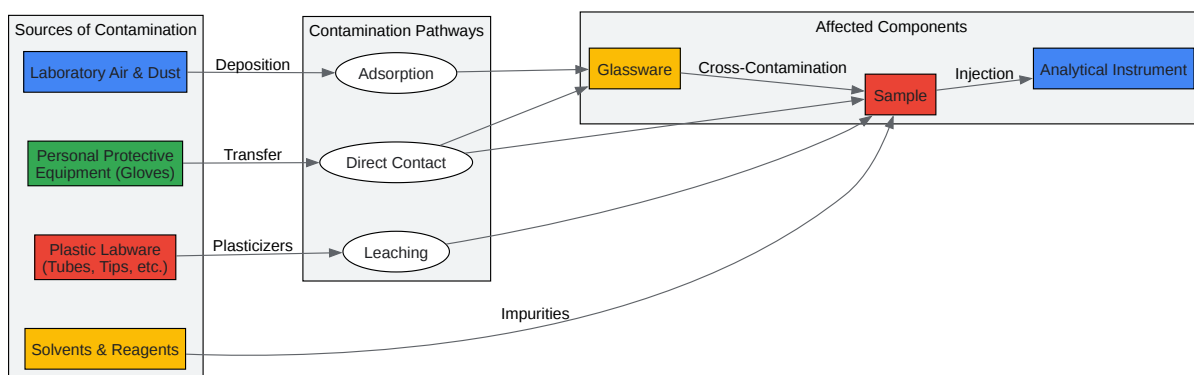 Sources of Contamination
Laboratory Air & Dust
Personal Protective
Equipment (Gloves)
Plastic Labware
(Tubes, Tips, etc.)
Solvents & Reagents
Deposition
Transfer
Plasticizers
Impurities
Contamination Pathways
Adsorption
Direct Contact
Leaching
Affected Components
Glassware
Cross-Contamination
Sample
Injection
Analytical Instrument